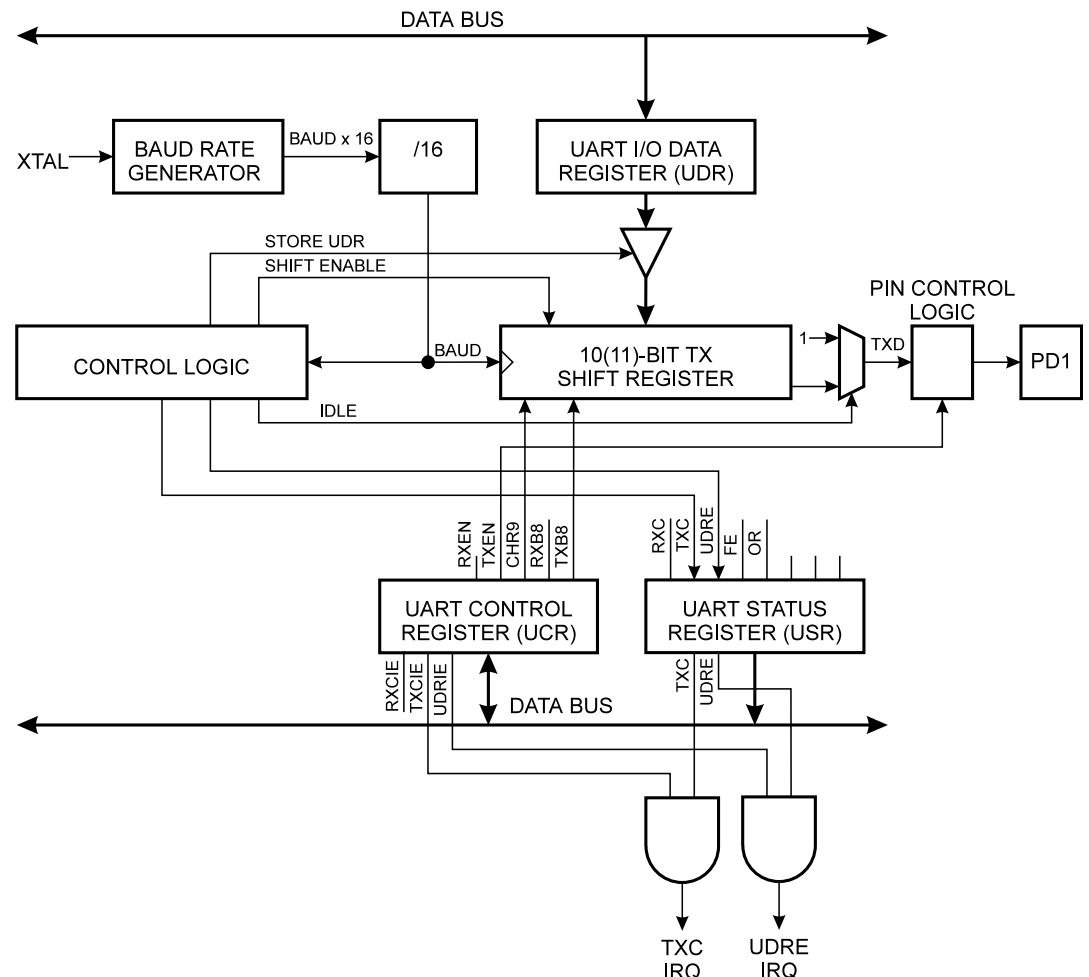 DATA BUS
XTAL
BAUD RATE
GENERATOR
BAUD x 16
/16
UART I/O DATA
REGISTER (UDR)
STORE UDR
SHIFT ENABLE
PIN CONTROL
LOGIC
CONTROL LOGIC
BAUD
10(11)-BIT TX
SHIFT REGISTER
1
TXD
PD1
IDLE
RXEN
TXEN
CHR9
RXB8
TXB8
RXC
TXC
UDRE
FE
OR
UART CONTROL
REGISTER (UCR)
UART STATUS
REGISTER (USR)
RXCIE
TXCIE
UDRIE
TXC
UDRE
DATA BUS
TXC
IRQ
UDRE
IRQ